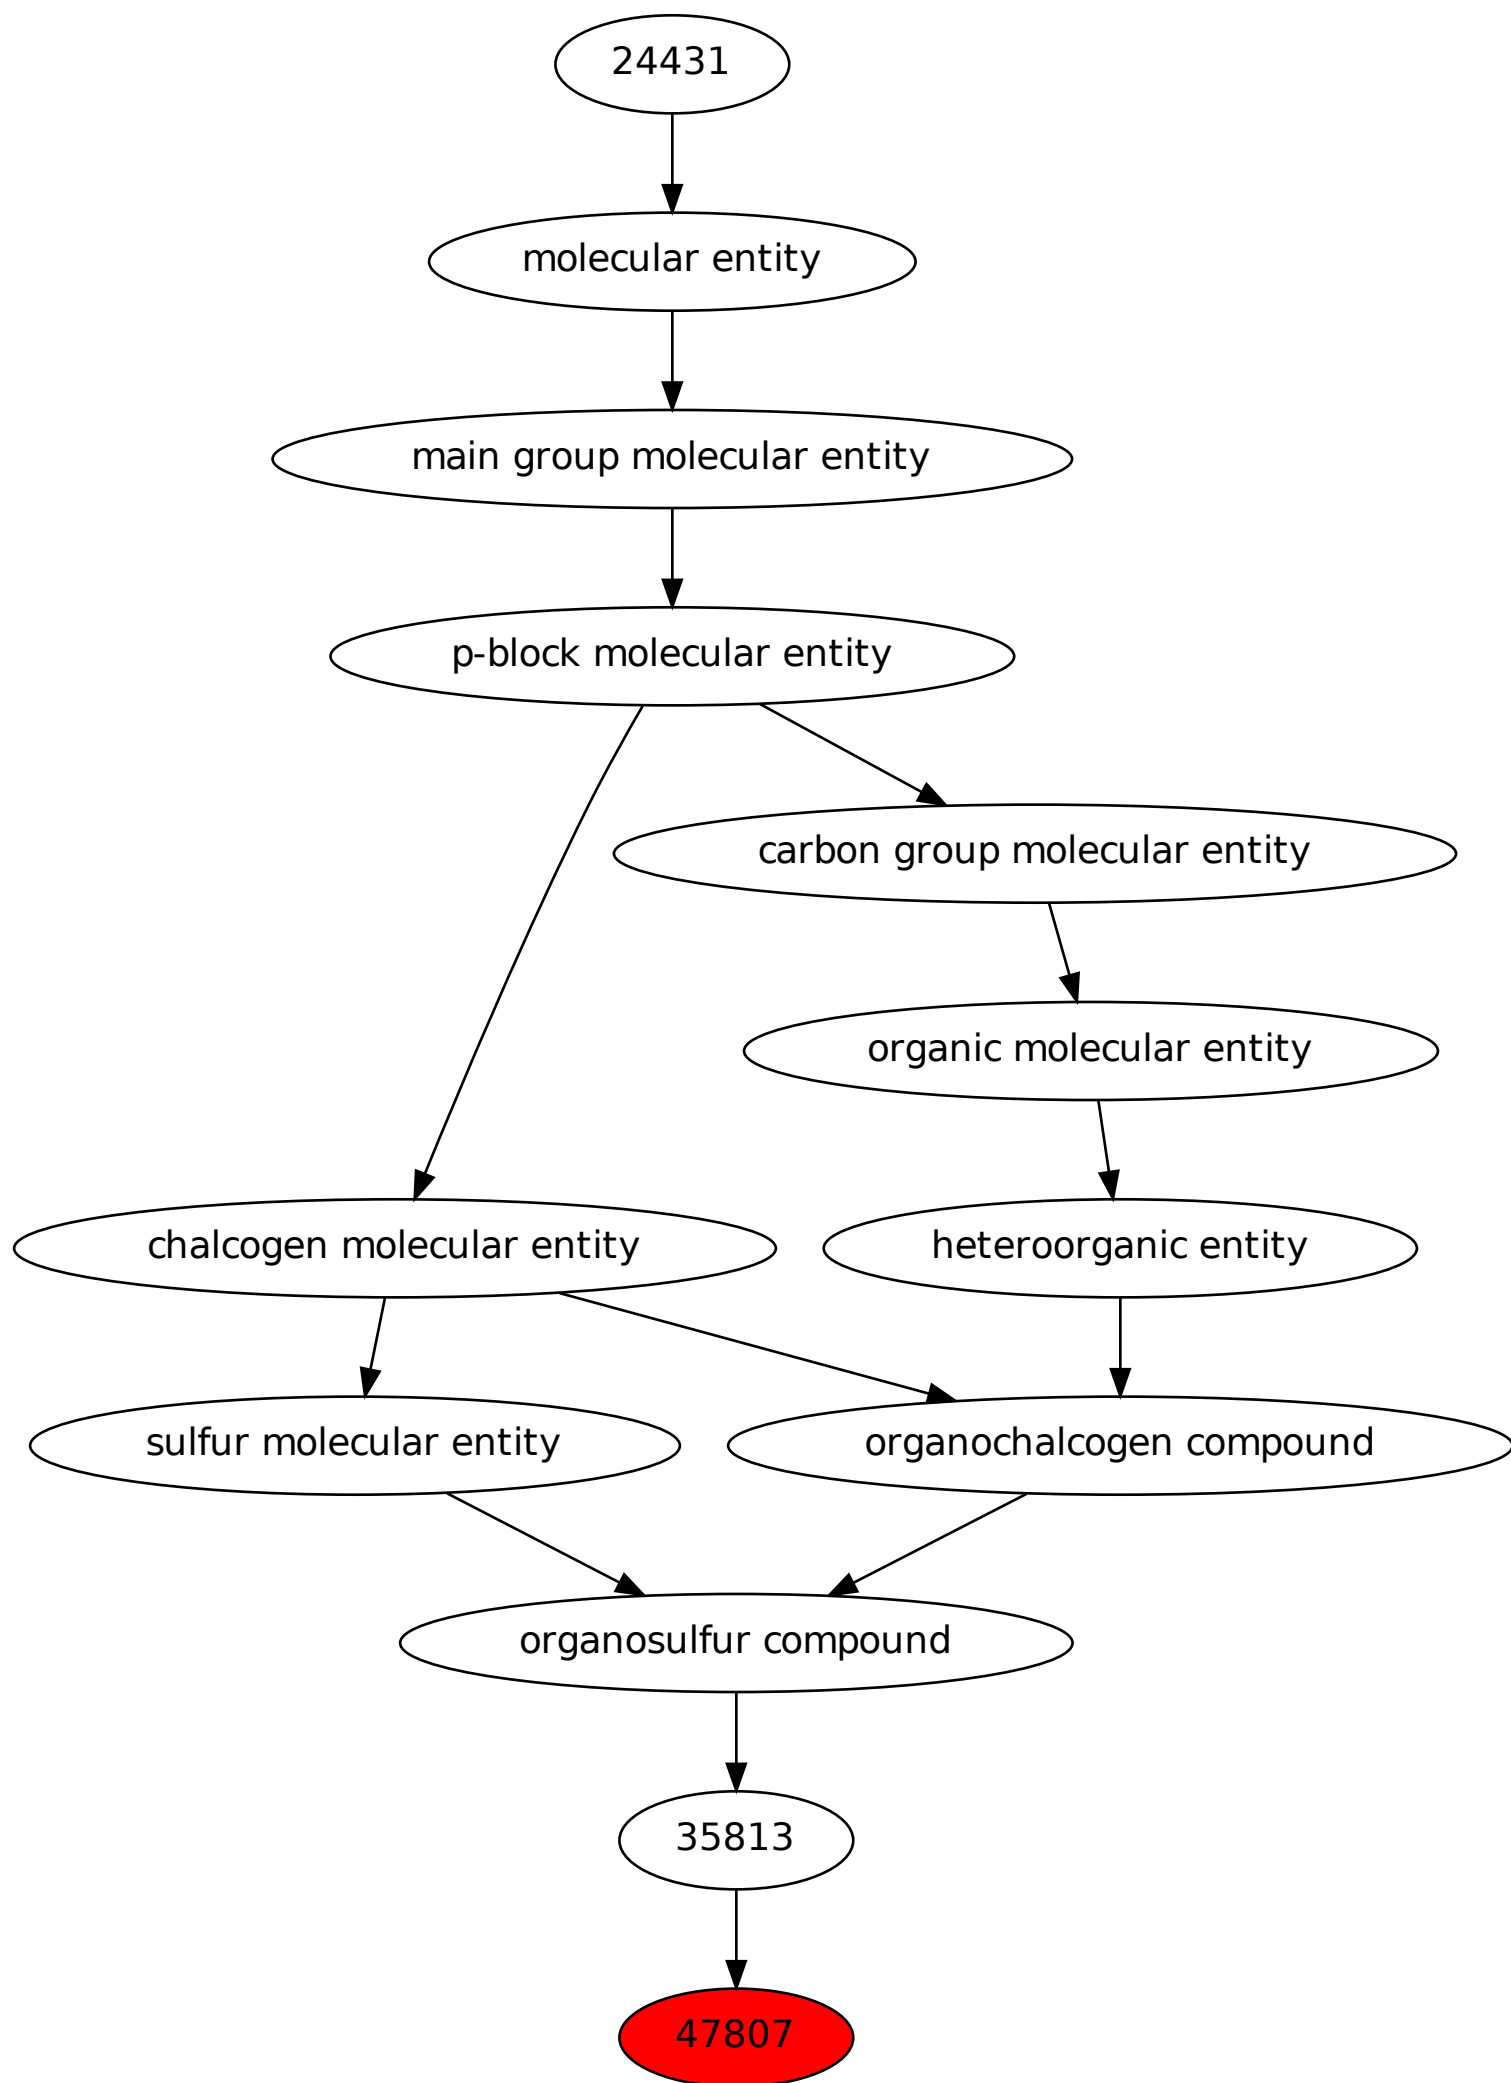 24431
molecular entity
main group molecular entity
p-block molecular entity
carbon group molecular entity
organic molecular entity
chalcogen molecular entity
heteroorganic entity
sulfur molecular entity
organochalcogen compound
organosulfur compound
35813
47807